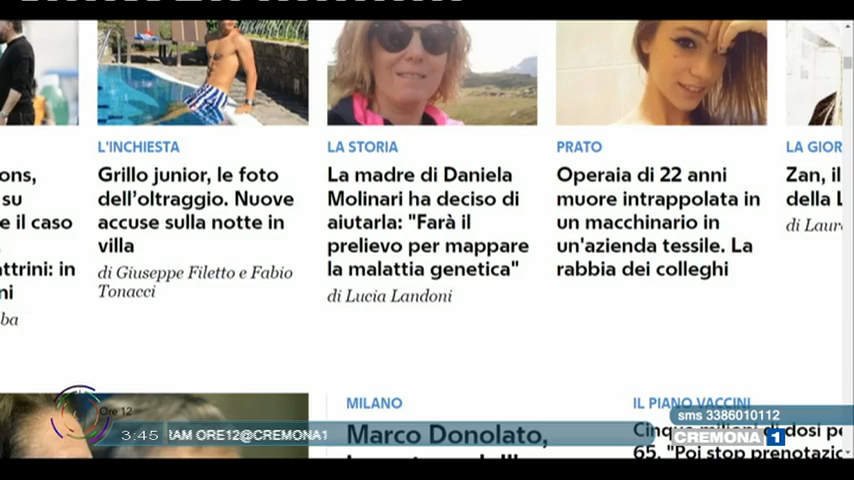 L'INCHIESTA
Grillo junior, le foto
dell'oltraggio. Nuove
accuse sulla notte in
villa
di Giuseppe Filetto e Fabio
Tonacci
LA STORIA
La madre di Daniela
Molinari ha deciso di
aiutarla: "Farà il
prelievo per mappare
la malattia genetica"
di Lucia Landoni
PRATO
Operaia di 22 anni
muore intrappolata in
un macchinario in
un'azienda tessile. La
rabbia dei colleghi
LA GIOR
Zan, il
della L
di Laur
ons,
su
e il caso
attrini: in
ni
ba
MILANO
Marco Donolato,
IL PIANO VACCINI
Cinque milioni di dosi pe
65. "Poi stop prenotazio
Ore 12
3:45 IAM ORE12@CREMONA1
sms 3386010112
CREMONA 1